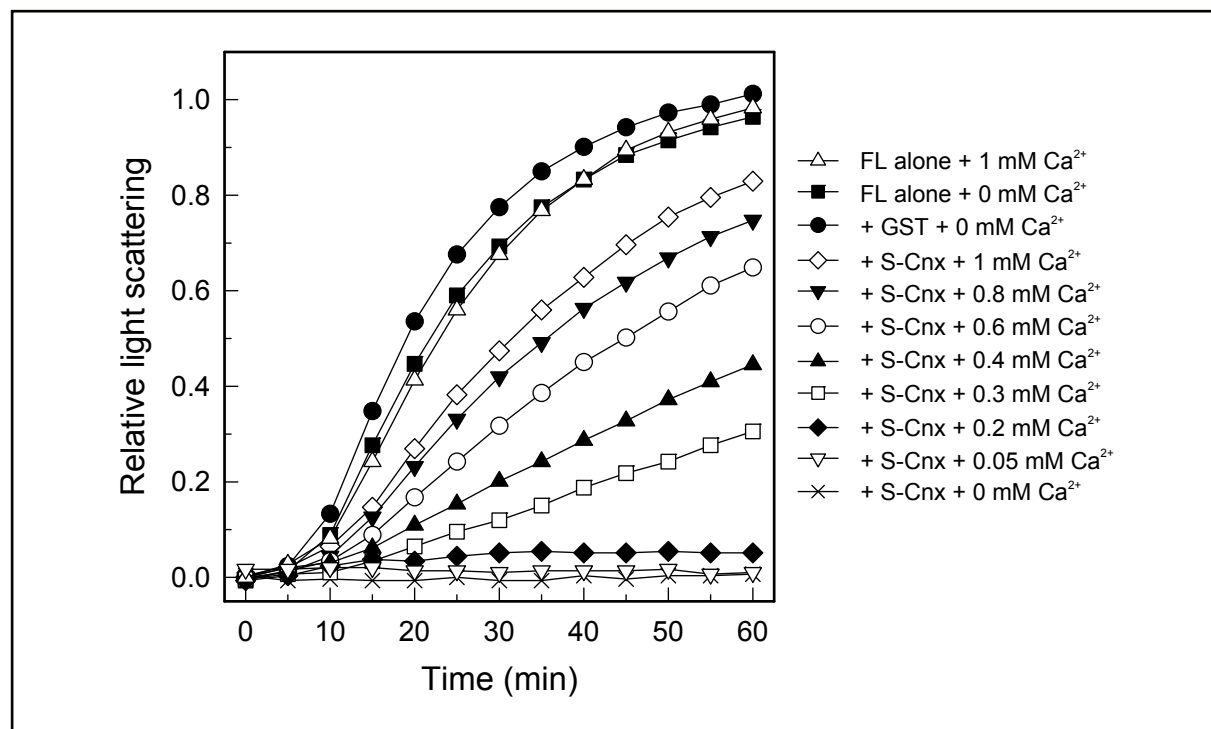 1.0
0.8
0.6
0.4
0.2
0.0
Relative light scattering
0 10 20 30 40 50 60
Time (min)
FL alone + 1 mM Ca²⁺
FL alone + 0 mM Ca²⁺
+ GST + 0 mM Ca²⁺
+ S-Cnx + 1 mM Ca²⁺
+ S-Cnx + 0.8 mM Ca²⁺
+ S-Cnx + 0.6 mM Ca²⁺
+ S-Cnx + 0.4 mM Ca²⁺
+ S-Cnx + 0.3 mM Ca²⁺
+ S-Cnx + 0.2 mM Ca²⁺
+ S-Cnx + 0.05 mM Ca²⁺
+ S-Cnx + 0 mM Ca²⁺